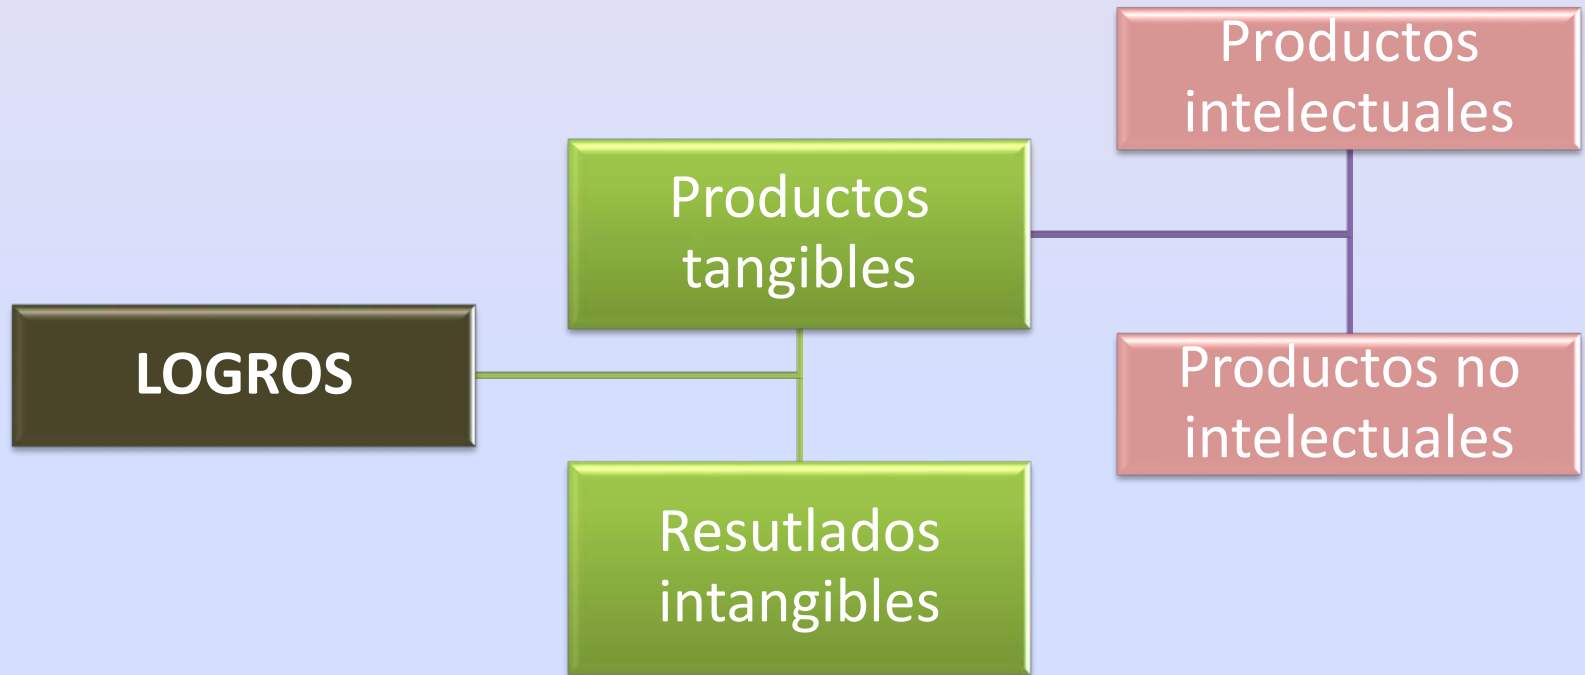 LOGROS
Productos
tangibles
Resutlados
intangibles
Productos
intelectuales
Productos no
intelectuales